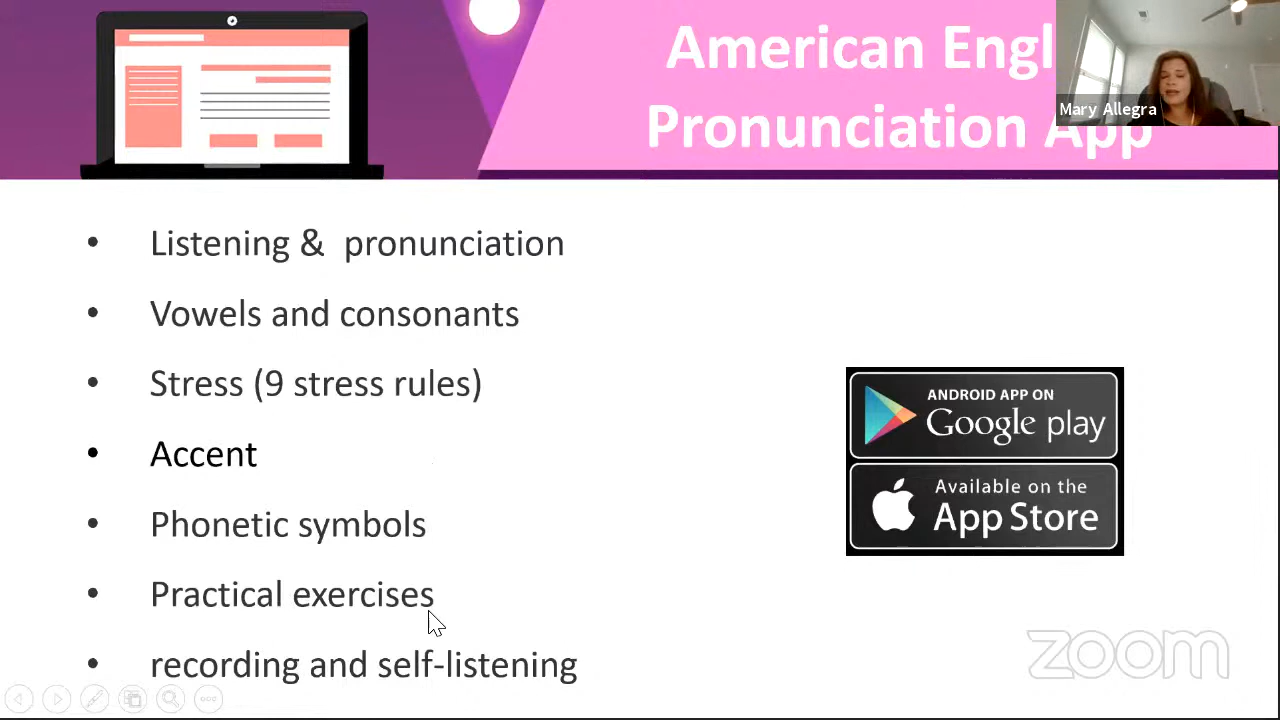 American Engl
Pronunciation App
Mary Allegra
• Listening & pronunciation
• Vowels and consonants
• Stress (9 stress rules)
• Accent
• Phonetic symbols
• Practical exercises
• recording and self-listening
ANDROID APP ON
Google play
Available on the
App Store
zoom